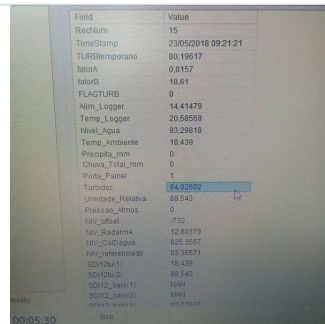 Field Value
RecNum 15
TimeStamp 23/05/2018 09:21:21
TURBtemporario 80,19617
fatorA 0,8157
fatorB 18,61
FLAGTURB 0
Alim_Logger 14,41479
Temp_Logger 20,58568
Nivel_Agua 93,29818
Temp_Ambiente 18,439
Precipita_mm 0
Chuva_Total_mm 0
Porta_Painel 1
Turbidez 84,02602
Umidade_Relativa 88,543
Pressao_Atmos 0
NIV_offset -732
NIV_RadarmA 12,80379
NIV_ColDagua 825,3557
NIV_referenciado 93,35571
SDI12tu(1) 18,439
SDI12tu(2) 88,543
SDI12_baro(1) NAN
SDI12_baro(2) NAN
00:05:30 Stop